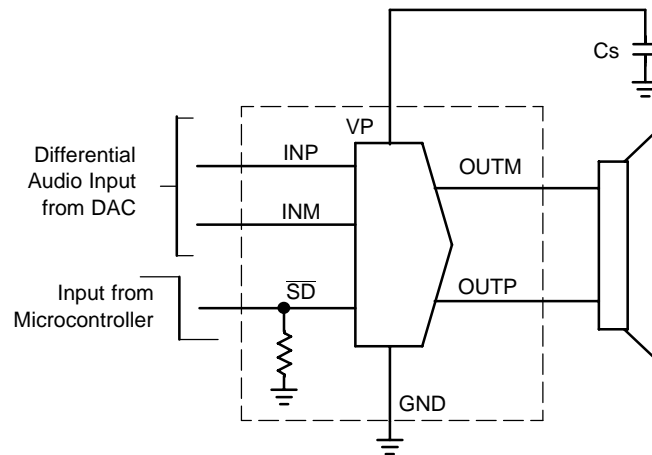 Cs
VP
Differential
Audio Input
from DAC
INP
INM
OUTM
Input from
Microcontroller
SD
OUTP
GND